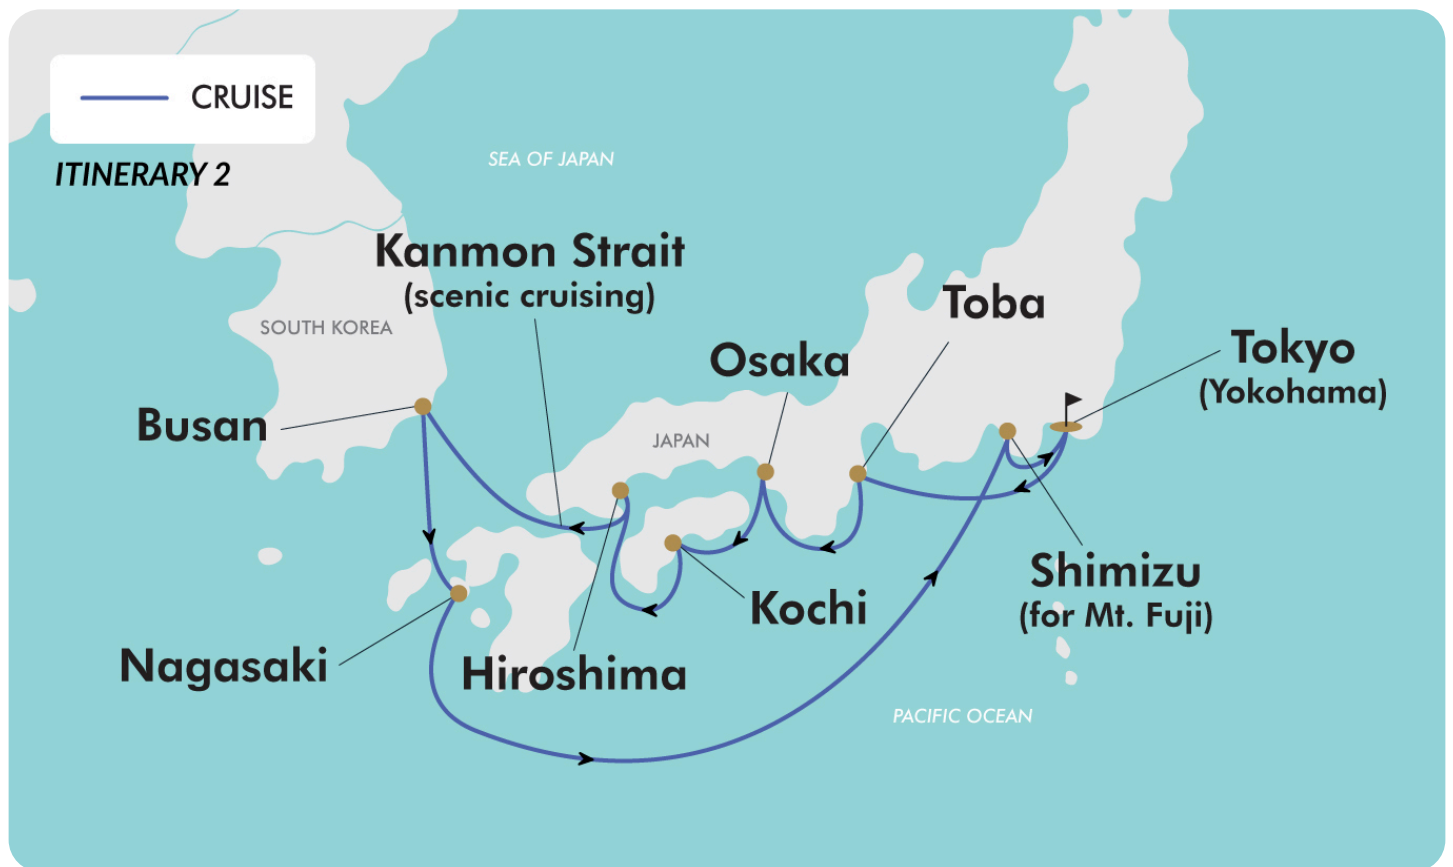 CRUISE
ITINERARY 2
SEA OF JAPAN
Kanmon Strait
(scenic cruising)
SOUTH KOREA
Toba
Osaka
Tokyo
(Yokohama)
Busan
JAPAN
Shimizu
(for Mt. Fuji)
Kochi
Nagasaki
Hiroshima
PACIFIC OCEAN